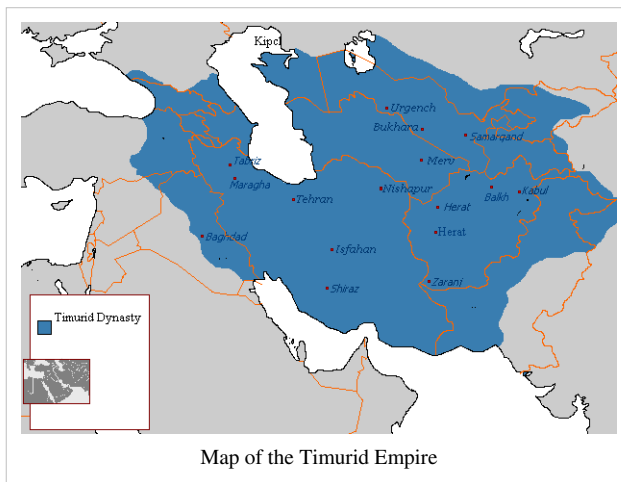 Kipc
Urgench
Bukhara
Samarqand
Tabriz
Merv
Maragha
Nishapur
Balkh
Kabul
Tehran
Herat
Baghdad
Herat
Isfahan
Zaranj
Shiraz
Timurid Dynasty
Map of the Timurid Empire